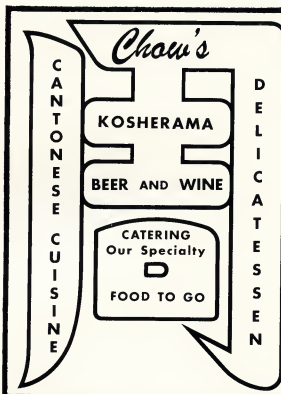 Chow's
CANTONESE CUISINE
KOSHERAMA
BEER AND WINE
CATERING
Our Specialty
FOOD TO GO
DELICATESSEN